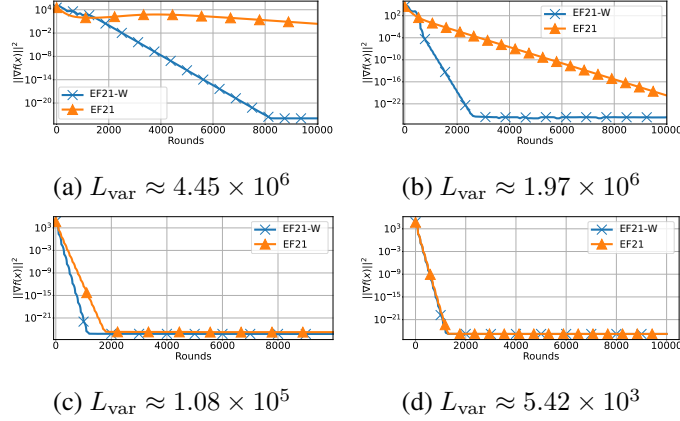 10^2
10^{-2}
10^{-8}
10^{-14}
10^{-20}
||∇f(x)||^2
EF21-W
EF21
0 2000 4000 6000 8000 10000
Rounds
(a) L_var ≈ 4.45 × 10^6
10^2
10^{-4}
10^{-10}
10^{-16}
10^{-22}
||∇f(x)||^2
EF21-W
EF21
0 2000 4000 6000 8000 10000
Rounds
(b) L_var ≈ 1.97 × 10^6
10^3
10^{-3}
10^{-9}
10^{-15}
10^{-21}
||∇f(x)||^2
EF21-W
EF21
0 2000 4000 6000 8000
Rounds
(c) L_var ≈ 1.08 × 10^5
10^3
10^{-3}
10^{-9}
10^{-15}
10^{-21}
||∇f(x)||^2
EF21-W
EF21
0 2000 4000 6000 8000 10000
Rounds
(d) L_var ≈ 5.42 × 10^3